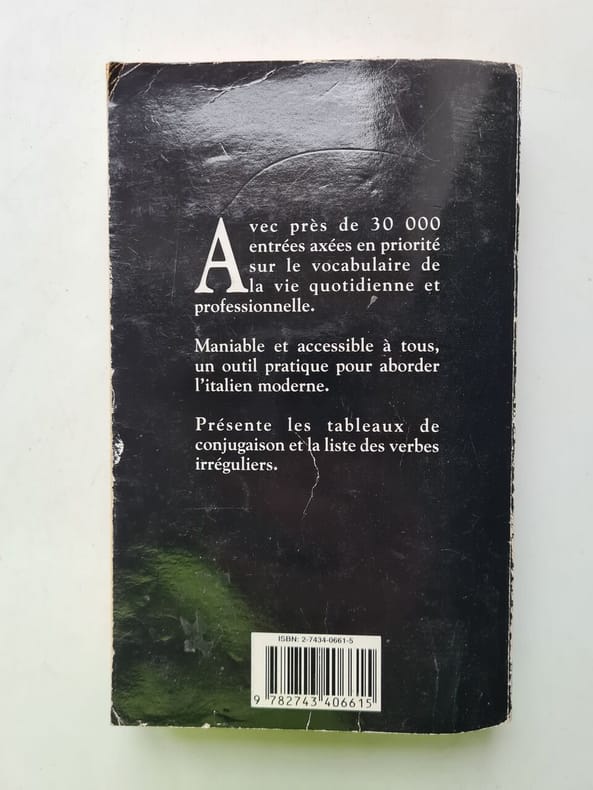 Avec près de 30 000
entrées axées en priorité
sur le vocabulaire de
la vie quotidienne et
professionnelle.
Maniable et accessible à tous,
un outil pratique pour aborder
l'italien moderne.
Présente les tableaux de
conjugaison et la liste des verbes
irréguliers.
ISBN: 2-7434-0661-5
9 782743 406615